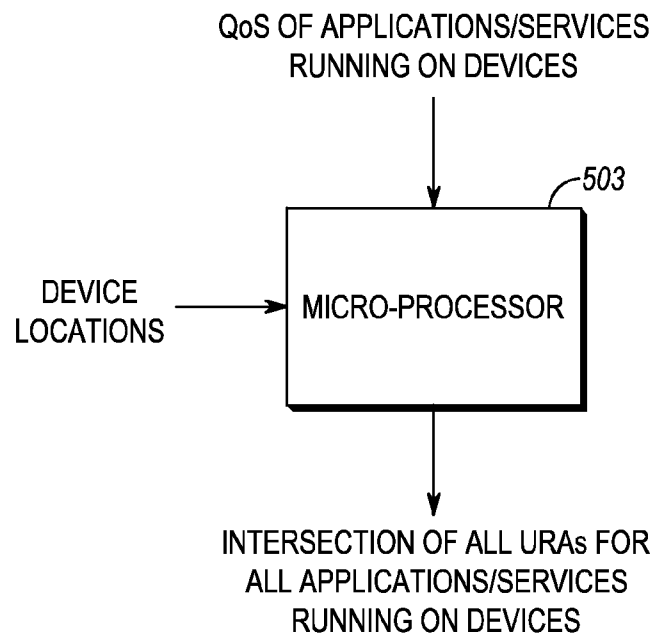 QoS OF APPLICATIONS/SERVICES
RUNNING ON DEVICES
503
DEVICE
LOCATIONS
MICRO-PROCESSOR
INTERSECTION OF ALL URAs FOR
ALL APPLICATIONS/SERVICES
RUNNING ON DEVICES